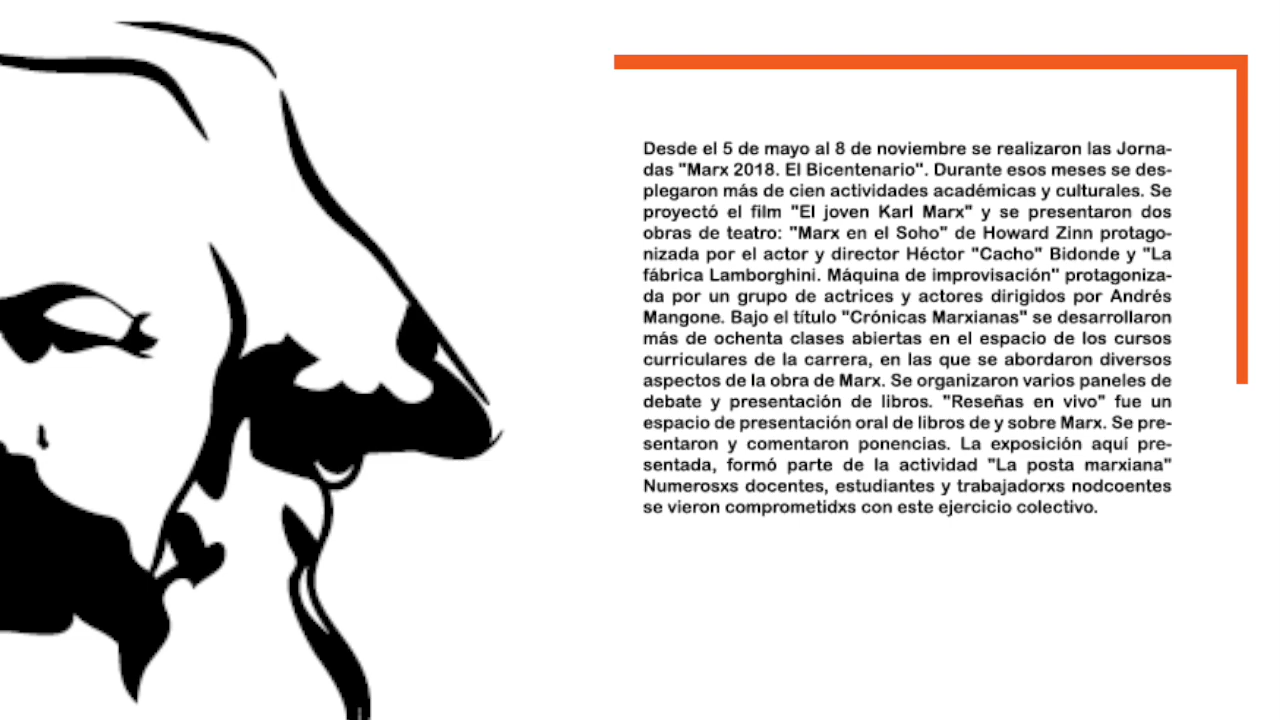 Desde el 5 de mayo al 8 de noviembre se realizaron las Jorna-
das "Marx 2018. El Bicentenario". Durante esos meses se des-
plegaron más de cien actividades académicas y culturales. Se
proyectó el film "El joven Karl Marx" y se presentaron dos
obras de teatro: "Marx en el Soho" de Howard Zinn protago-
nizada por el actor y director Héctor "Cacho" Bidonde y "La
fábrica Lamborghini. Máquina de improvisación" protagoniza-
da por un grupo de actrices y actores dirigidos por Andrés
Mangone. Bajo el título "Crónicas Marxianas" se desarrollaron
más de ochenta clases abiertas en el espacio de los cursos
curriculares de la carrera, en las que se abordaron diversos
aspectos de la obra de Marx. Se organizaron varios paneles de
debate y presentación de libros. "Reseñas en vivo" fue un
espacio de presentación oral de libros de y sobre Marx. Se pre-
sentaron y comentaron ponencias. La exposición aquí pre-
sentada, formó parte de la actividad "La posta marxiana"
Numerosxs docentes, estudiantes y trabajadorxs nodcoentes
se vieron comprometidxs con este ejercicio colectivo.